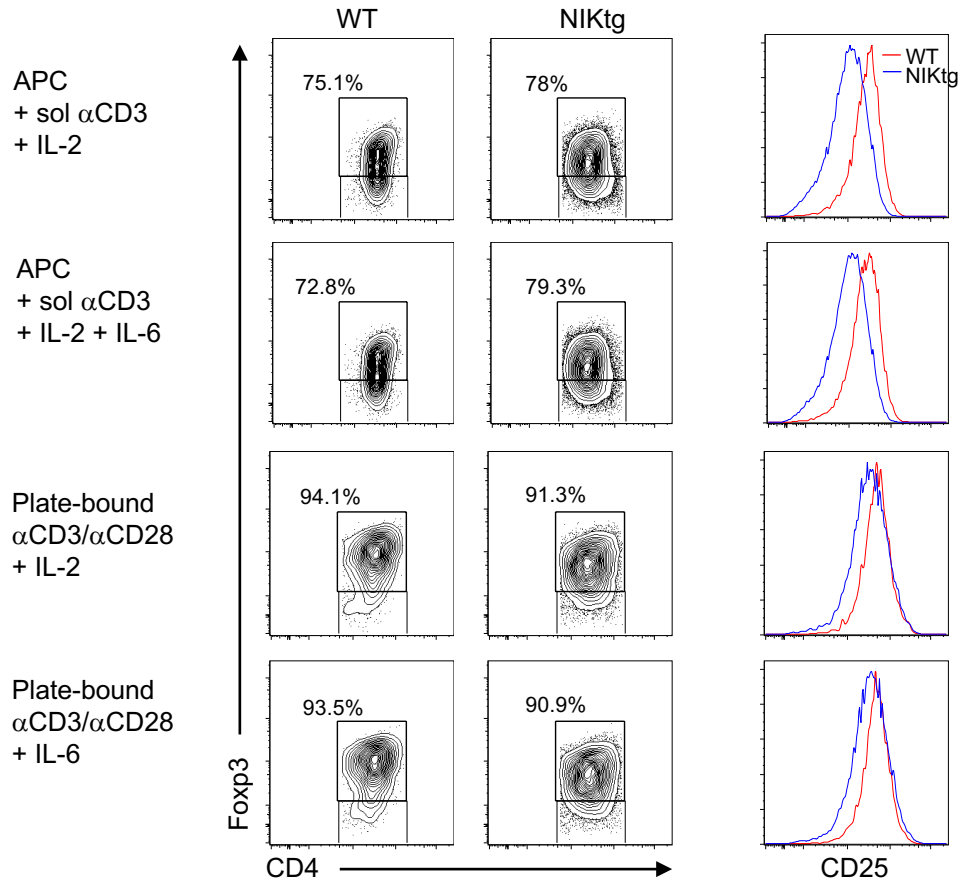 WT
NIKtg
APC
+ sol αCD3
+ IL-2
75.1%
78%
WT
NIKtg
APC
+ sol αCD3
+ IL-2 + IL-6
72.8%
79.3%
Plate-bound
αCD3/αCD28
+ IL-2
94.1%
91.3%
Plate-bound
αCD3/αCD28
+ IL-6
93.5%
90.9%
Foxp3
CD4
CD25